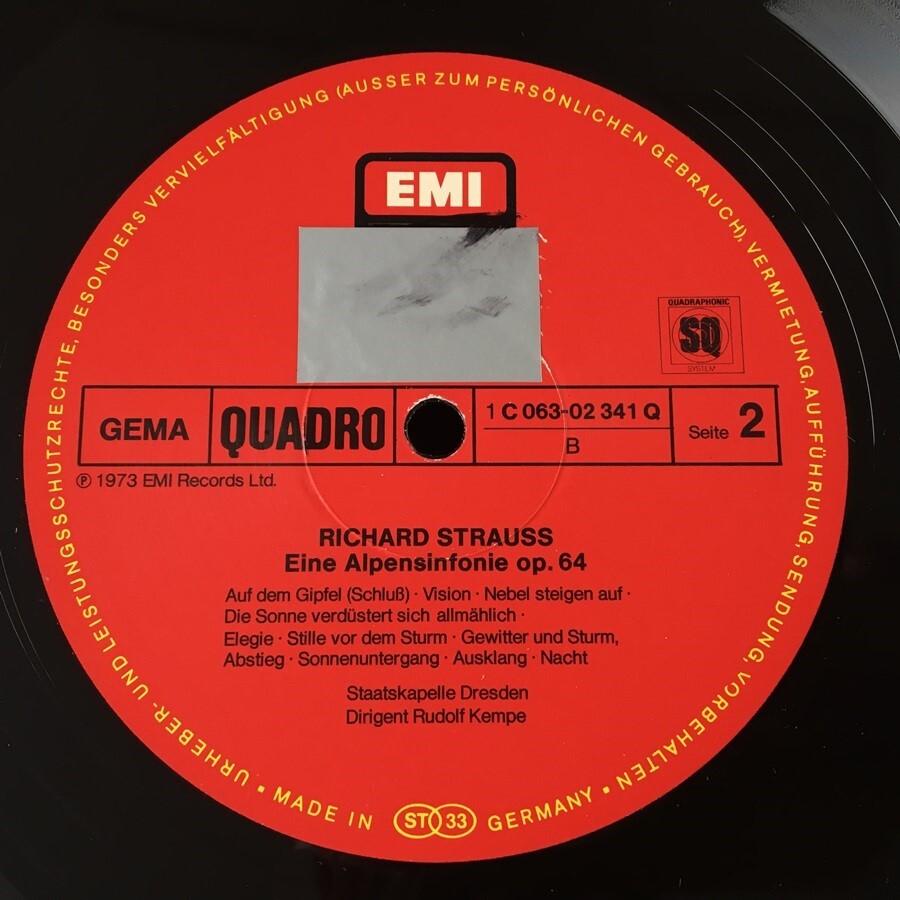 URHEBER- UND LEISTUNGSSCHUTZRECHTE, BESONDERS VERVIELFÄLTIGUNG (AUSSER ZUM PERSÖNLICHEN GEBRAUCH), VERMIETUNG, AUFFÜHRUNG, SENDUNG, VORBEHALTEN
EMI
QUADRAPHONIC
SQ
SYSTEM
GEMA
QUADRO
1 C 063-02 341 Q
B
Seite 2
℗ 1973 EMI Records Ltd.
RICHARD STRAUSS
Eine Alpensinfonie op. 64
Auf dem Gipfel (Schluß) · Vision · Nebel steigen auf ·
Die Sonne verdüstert sich allmählich ·
Elegie · Stille vor dem Sturm · Gewitter und Sturm,
Abstieg · Sonnenuntergang · Ausklang · Nacht
Staatskapelle Dresden
Dirigent Rudolf Kempe
▪ MADE IN ST 33 GERMANY ▪